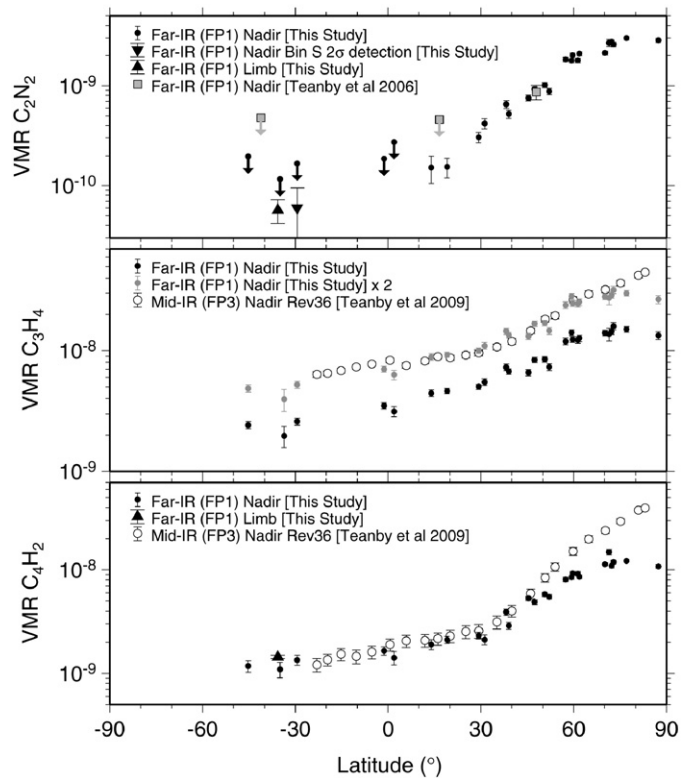 VMR C₂N₂
10⁻⁹
10⁻¹⁰
Far-IR (FP1) Nadir [This Study]
Far-IR (FP1) Nadir Bin S 2σ detection [This Study]
Far-IR (FP1) Limb [This Study]
Far-IR (FP1) Nadir [Teanby et al 2006]
VMR C₃H₄
10⁻⁸
10⁻⁹
Far-IR (FP1) Nadir [This Study]
Far-IR (FP1) Nadir [This Study] x 2
Mid-IR (FP3) Nadir Rev36 [Teanby et al 2009]
VMR C₄H₂
10⁻⁸
10⁻⁹
Far-IR (FP1) Nadir [This Study]
Far-IR (FP1) Limb [This Study]
Mid-IR (FP3) Nadir Rev36 [Teanby et al 2009]
-90 -60 -30 0 30 60 90
Latitude (°)